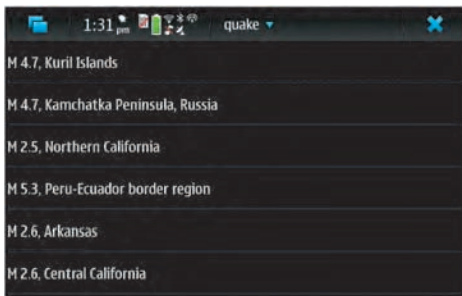 1:31 pm quake
M 4.7, Kuril Islands
M 4.7, Kamchatka Peninsula, Russia
M 2.5, Northern California
M 5.3, Peru-Ecuador border region
M 2.6, Arkansas
M 2.6, Central California